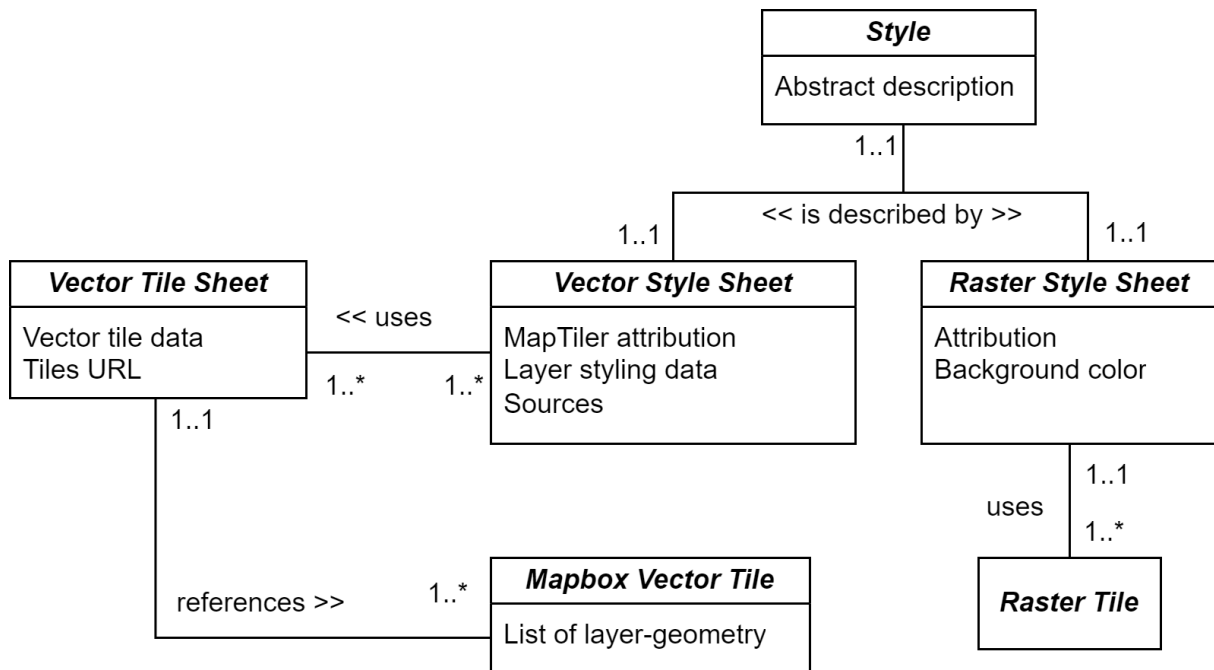 Style
Abstract description
1..1
<< is described by >>
1..1
1..1
Vector Tile Sheet
Vector tile data
Tiles URL
<< uses
1..*
1..*
Vector Style Sheet
MapTiler attribution
Layer styling data
Sources
Raster Style Sheet
Attribution
Background color
1..1
1..1
uses
1..*
references >>
1..*
Mapbox Vector Tile
List of layer-geometry
Raster Tile